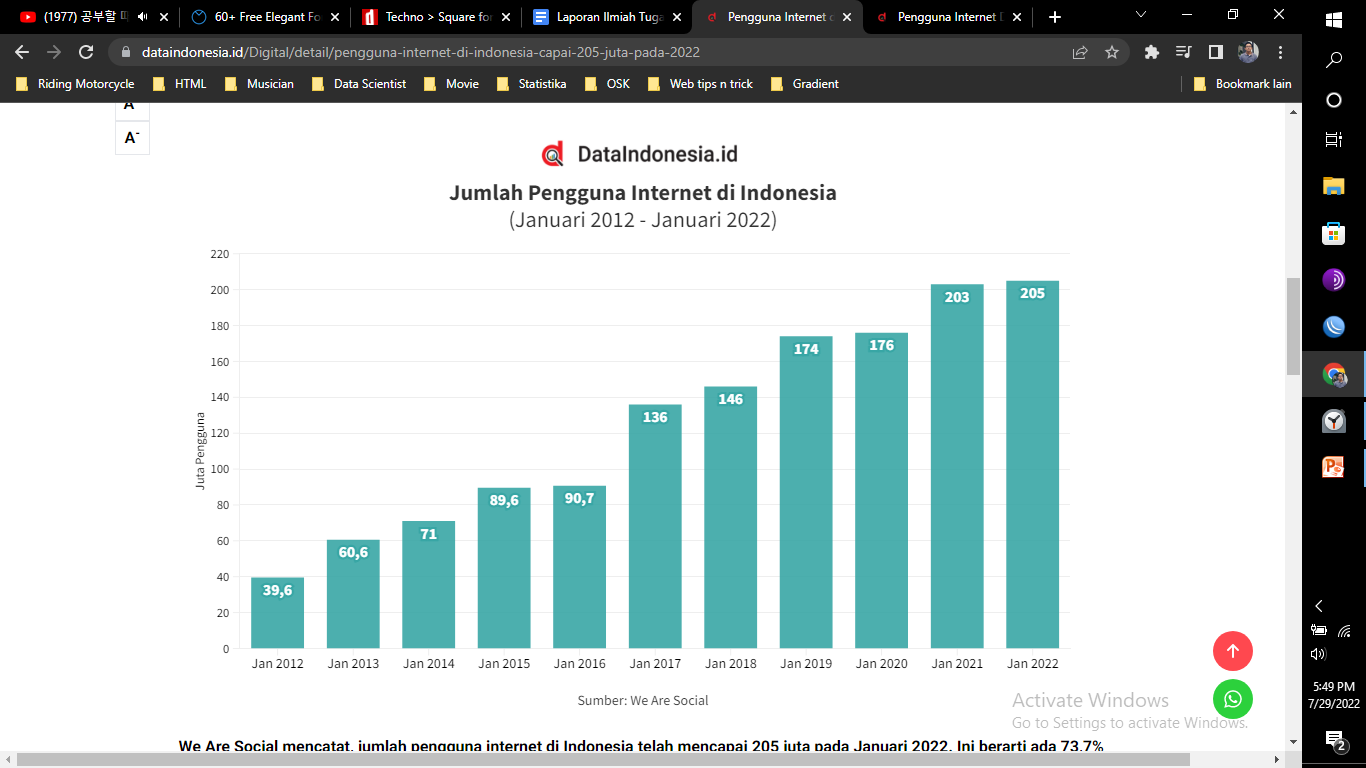 (1977) 공부할 때
60+ Free Elegant Fo
Techno > Square for
Laporan Ilmiah Tuga
Pengguna Internet d
Pengguna Internet D
dataindonesia.id/Digital/detail/pengguna-internet-di-indonesia-capai-205-juta-pada-2022
Riding Motorcycle
HTML
Musician
Data Scientist
Movie
Statistika
OSK
Web tips n trick
Gradient
Bookmark lain
A
A-
DataIndonesia.id
Jumlah Pengguna Internet di Indonesia
(Januari 2012 - Januari 2022)
Juta Pengguna
220
200
180
160
140
120
100
80
60
40
20
0
39,6
60,6
71
89,6
90,7
136
146
174
176
203
205
Jan 2012
Jan 2013
Jan 2014
Jan 2015
Jan 2016
Jan 2017
Jan 2018
Jan 2019
Jan 2020
Jan 2021
Jan 2022
Sumber: We Are Social
We Are Social mencatat, jumlah pengguna internet di Indonesia telah mencapai 205 juta pada Januari 2022. Ini berarti ada 73,7%
Activate Windows
Go to Settings to activate Windows.
5:49 PM
7/29/2022
2